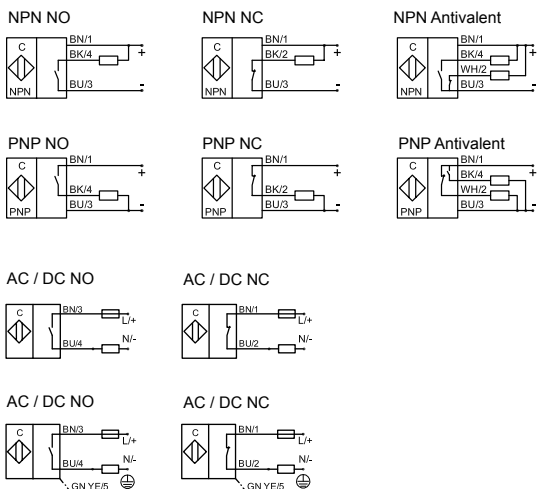 NPN NO NPN NC NPN Antivalent
C BN/1 C BN/1 C BN/1
BK/4 + BK/2 + BK/4 +
WH/2
NPN BU/3 - NPN BU/3 - NPN BU/3 -
PNP NO PNP NC PNP Antivalent
C BN/1 C BN/1 C BN/1
+ + BK/4 +
BK/4 BK/2 WH/2
PNP BU/3 - PNP BU/3 - PNP BU/3 -
AC / DC NO AC / DC NC
C BN/3 C BN/1
L/+ L/+
BU/4 N/- BU/2 N/-
AC / DC NO AC / DC NC
C BN/3 C BN/1
L/+ L/+
BU/4 N/- BU/2 N/-
GN YE/5 GN YE/5